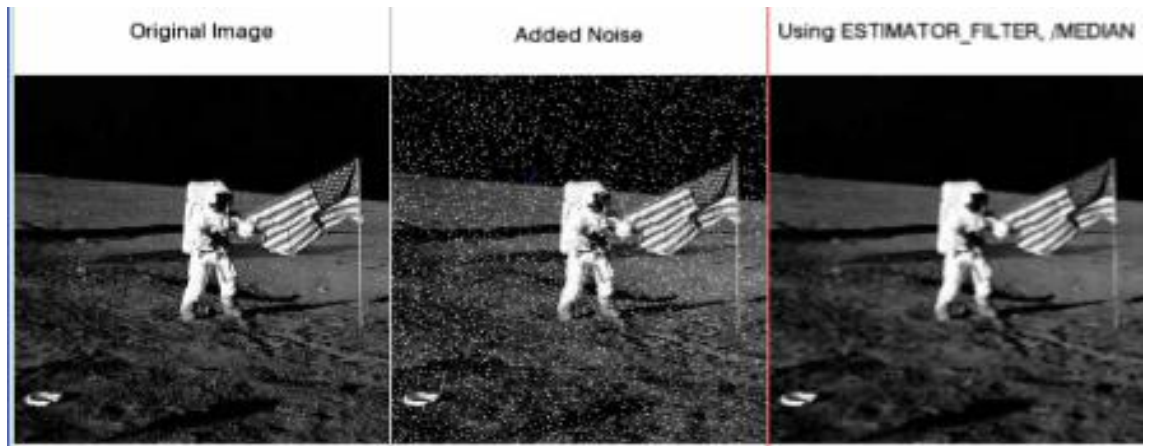 Original Image
Added Noise
Using ESTIMATOR_FILTER, /MEDIAN